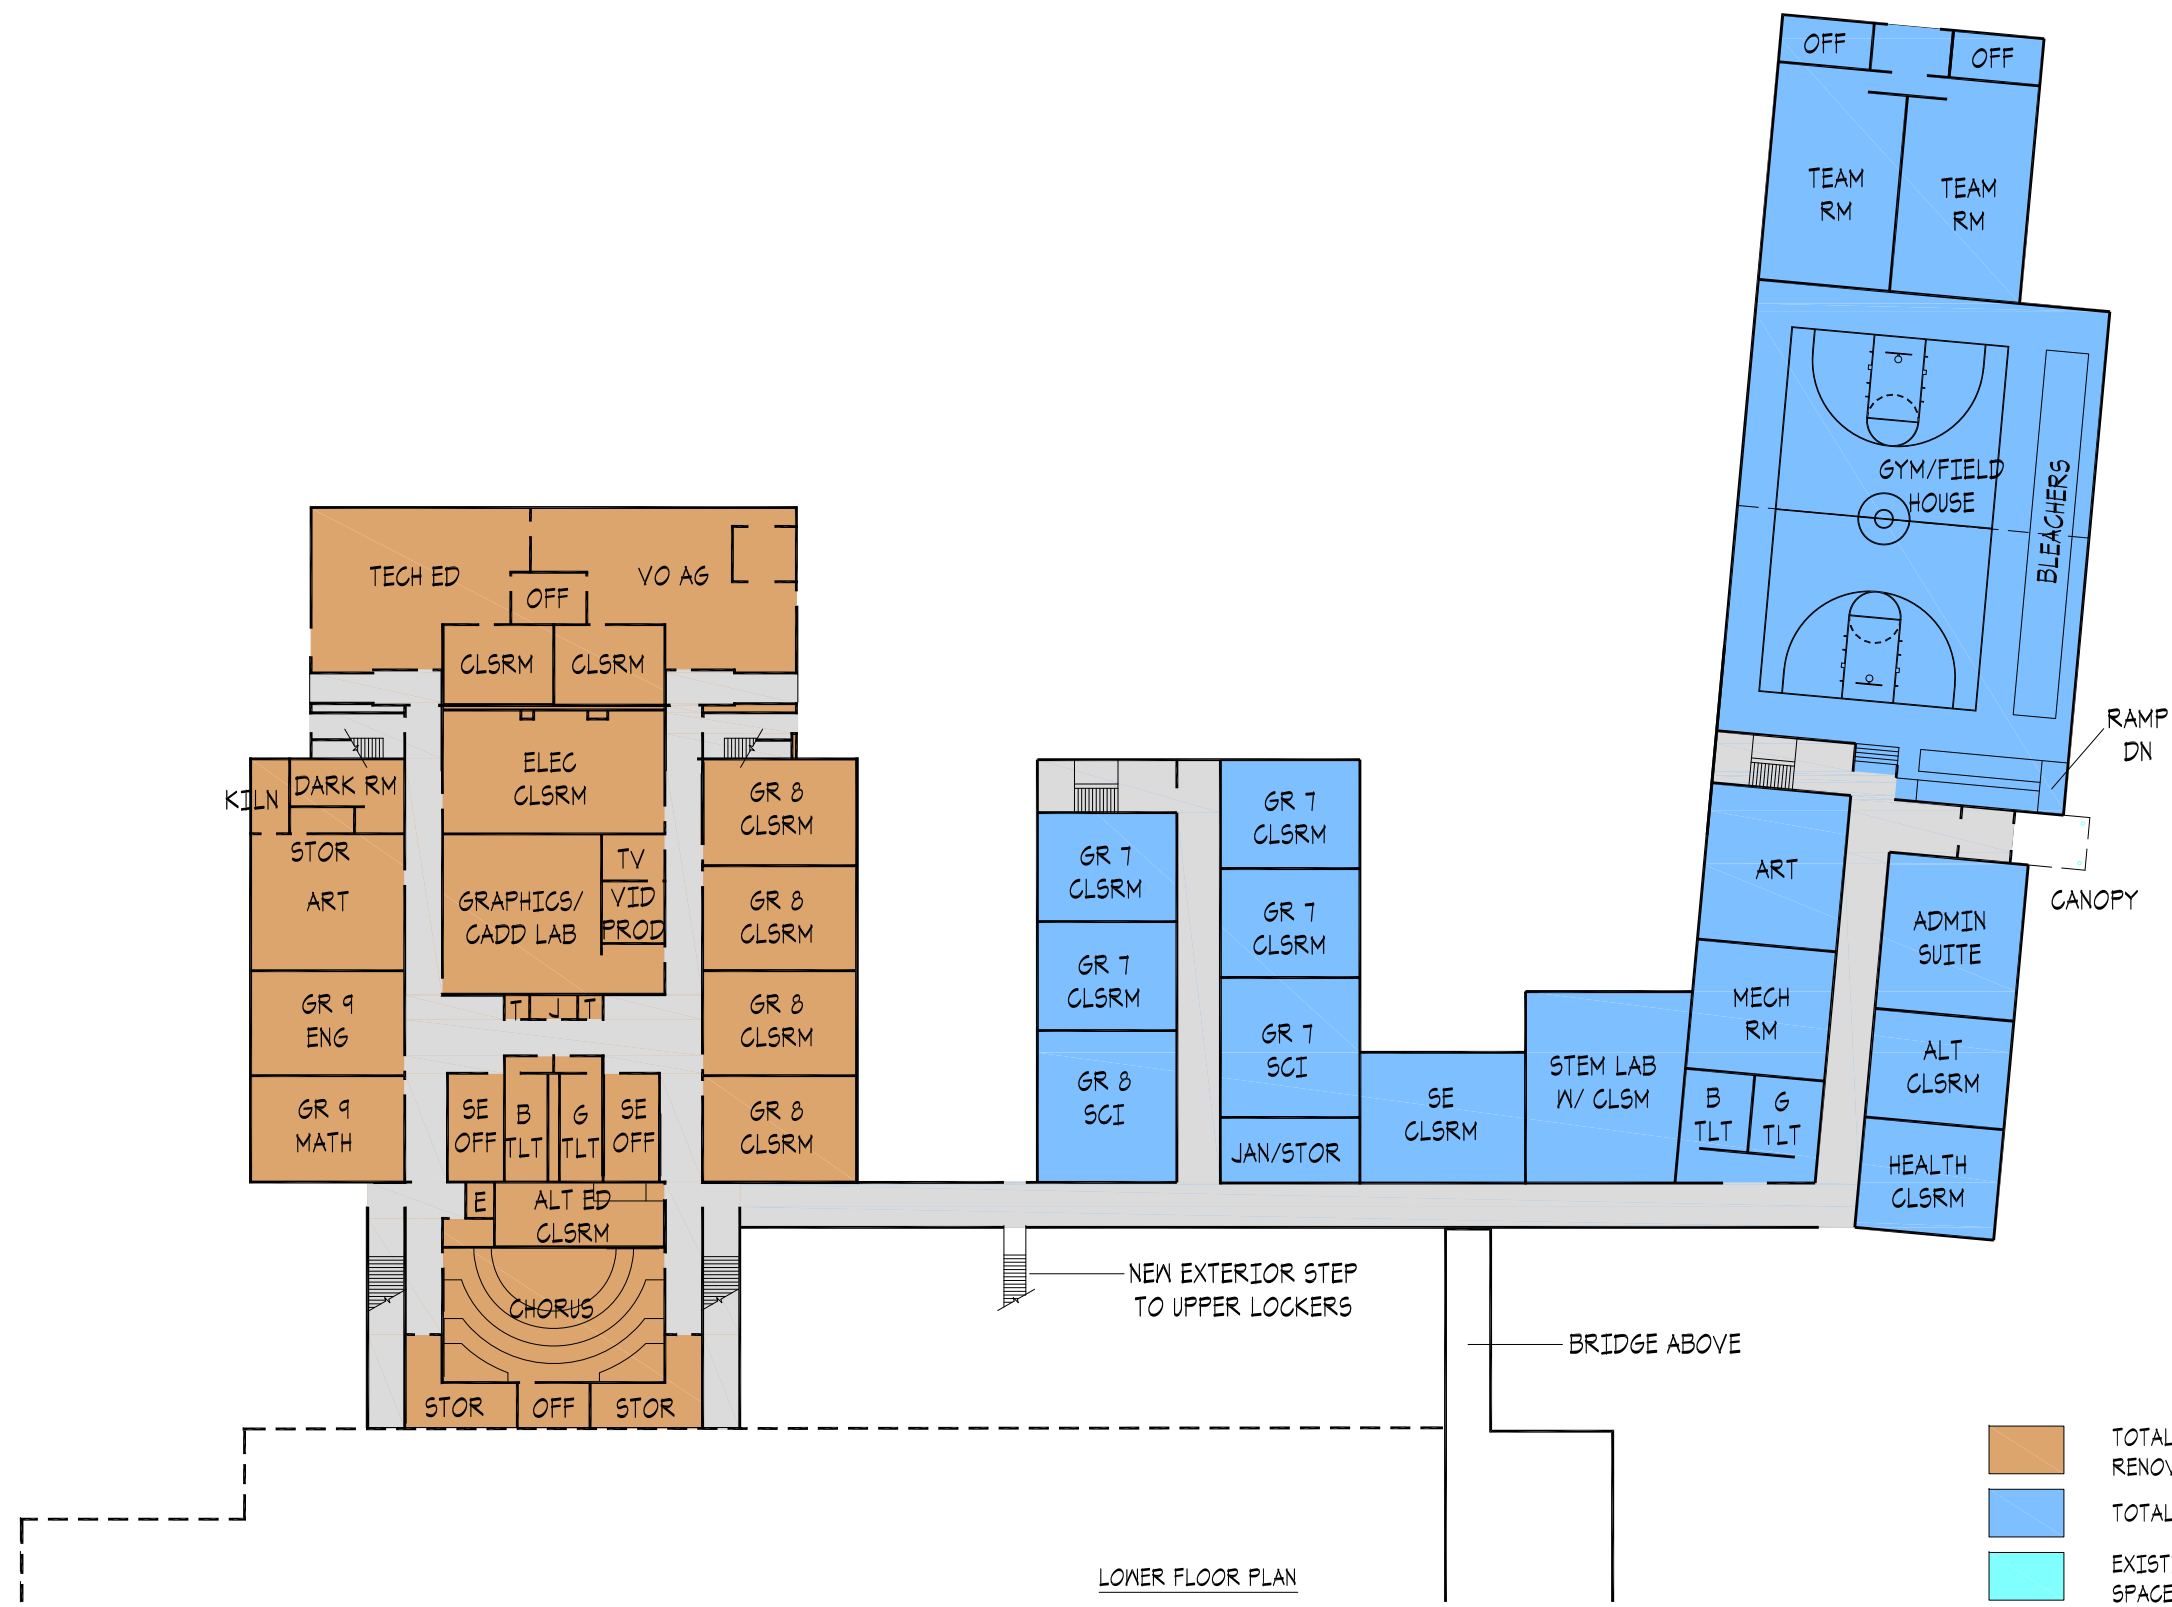 OFF
OFF
TEAM
RM
TEAM
RM
GYM/FIELD
HOUSE
BLEACHERS
RAMP
DN
CANOPY
TECH ED
VO AG
OFF
CLSRM
CLSRM
ELEC
CLSRM
KILN
DARK RM
STOR
ART
GRAPHICS/
CADD LAB
TV
VID
PROD
GR 8
CLSRM
GR 8
CLSRM
GR 8
CLSRM
GR 8
CLSRM
GR 9
ENG
GR 9
MATH
T
J
T
SE
OFF
B
TLT
G
TLT
SE
OFF
E
ALT ED
CLSRM
CHORUS
STOR
OFF
STOR
GR 7
CLSRM
GR 7
CLSRM
GR 8
SCI
GR 7
CLSRM
GR 7
CLSRM
GR 7
SCI
JAN/STOR
SE
CLSRM
STEM LAB
W/ CLSM
ART
MECH
RM
B
TLT
G
TLT
ADMIN
SUITE
ALT
CLSRM
HEALTH
CLSRM
NEW EXTERIOR STEP
TO UPPER LOCKERS
BRIDGE ABOVE
LOWER FLOOR PLAN
TOTAL
RENOV
TOTAL
EXIST
SPACE